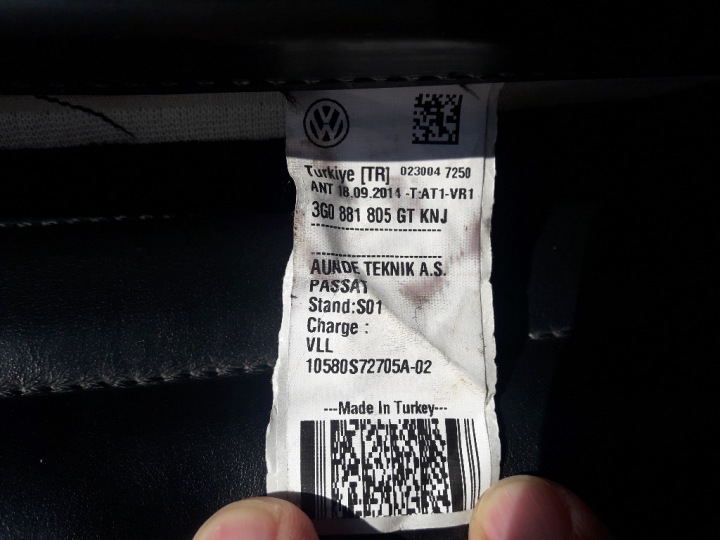 VW
Turkiye [TR] 023004 7250
ANT 18.09.2014 -T:AT1-VR1
3G0 881 805 GT KNJ
AUNDE TEKNIK A.S.
PASSAT
Stand:S01
Charge :
VLL
10580S72705A-02
---Made In Turkey---